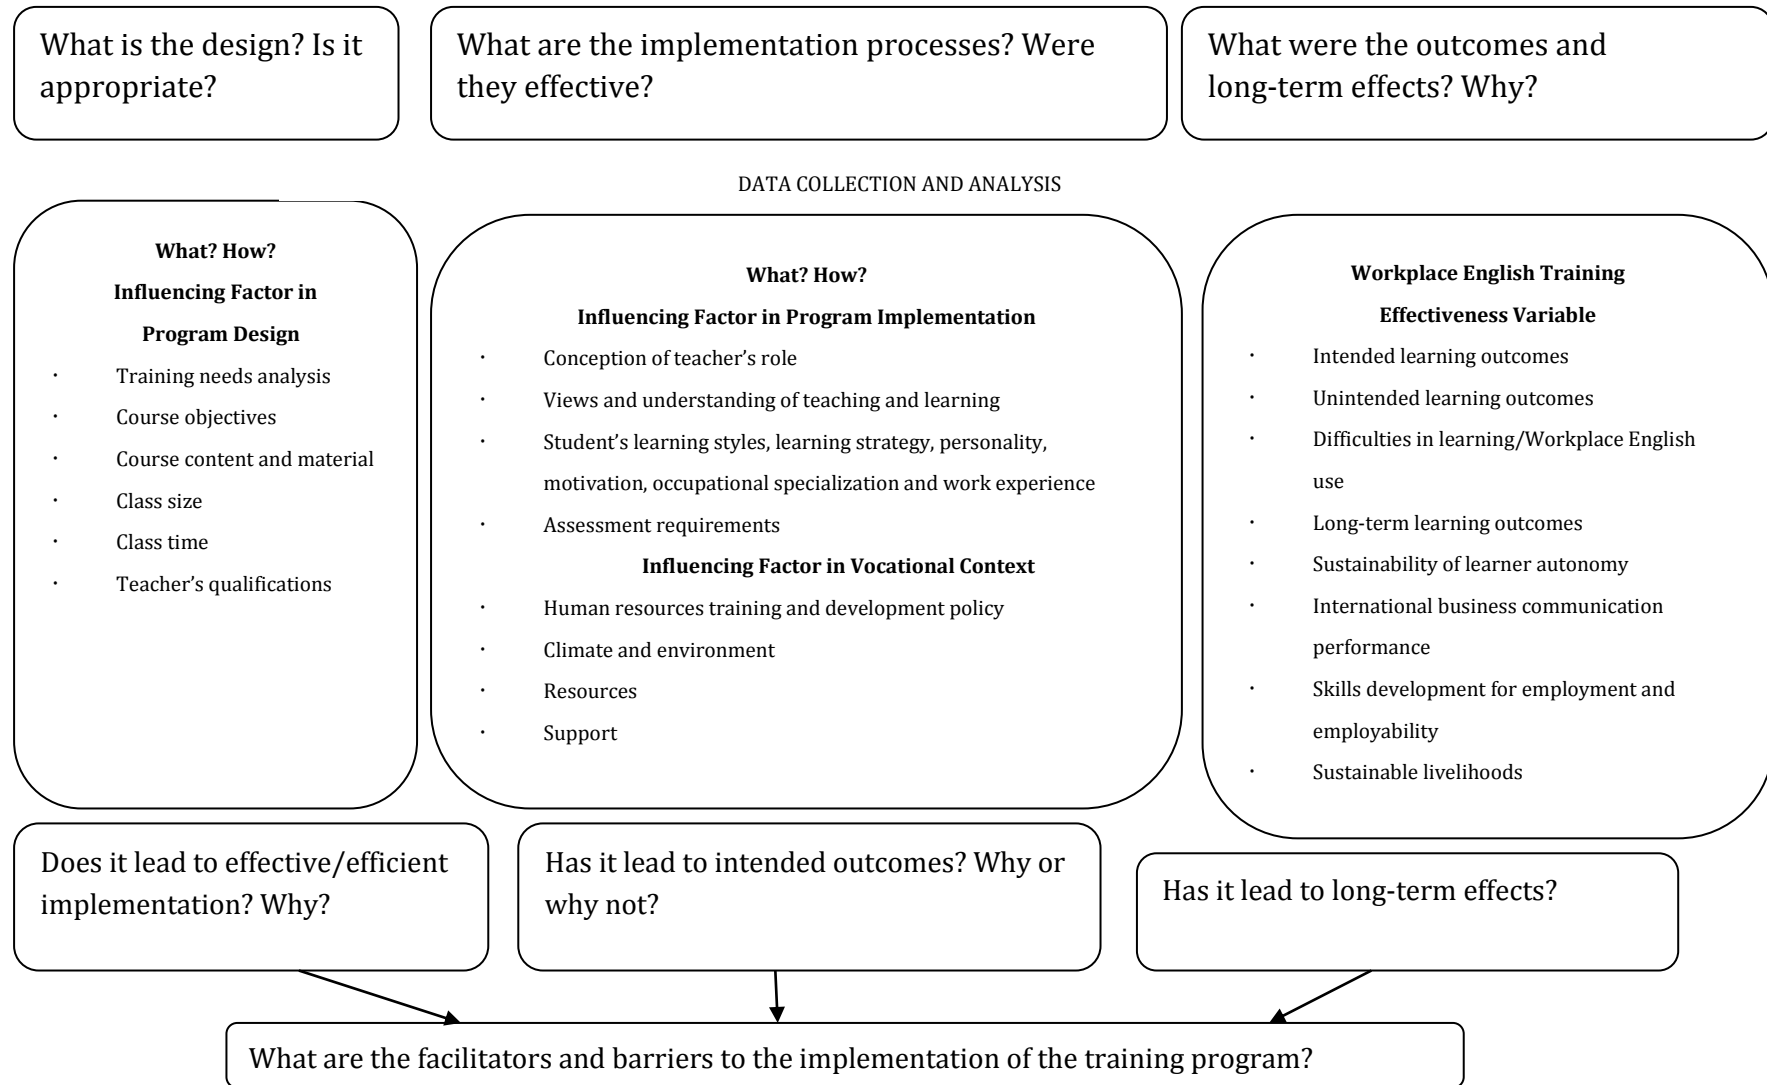 What is the design? Is it
appropriate?
What are the implementation processes? Were
they effective?
What were the outcomes and
long-term effects? Why?
DATA COLLECTION AND ANALYSIS
What? How?
Influencing Factor in
Program Design
· Training needs analysis
· Course objectives
· Course content and material
· Class size
· Class time
· Teacher’s qualifications
What? How?
Influencing Factor in Program Implementation
· Conception of teacher’s role
· Views and understanding of teaching and learning
· Student’s learning styles, learning strategy, personality,
motivation, occupational specialization and work experience
· Assessment requirements
Influencing Factor in Vocational Context
· Human resources training and development policy
· Climate and environment
· Resources
· Support
Workplace English Training
Effectiveness Variable
· Intended learning outcomes
· Unintended learning outcomes
· Difficulties in learning/Workplace English
use
· Long-term learning outcomes
· Sustainability of learner autonomy
· International business communication
performance
· Skills development for employment and
employability
· Sustainable livelihoods
Does it lead to effective/efficient
implementation? Why?
Has it lead to intended outcomes? Why or
why not?
Has it lead to long-term effects?
What are the facilitators and barriers to the implementation of the training program?